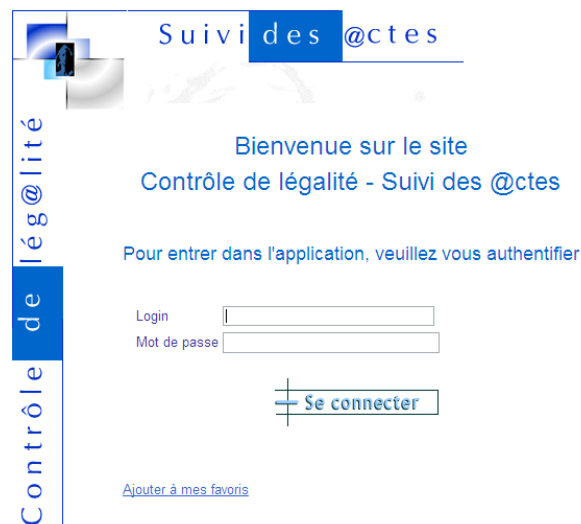 Suivi des @ctes
Contrôle de lég@lité
Bienvenue sur le site
Contrôle de légalité - Suivi des @ctes
Pour entrer dans l'application, veuillez vous authentifier
Login
Mot de passe
Se connecter
Ajouter à mes favoris